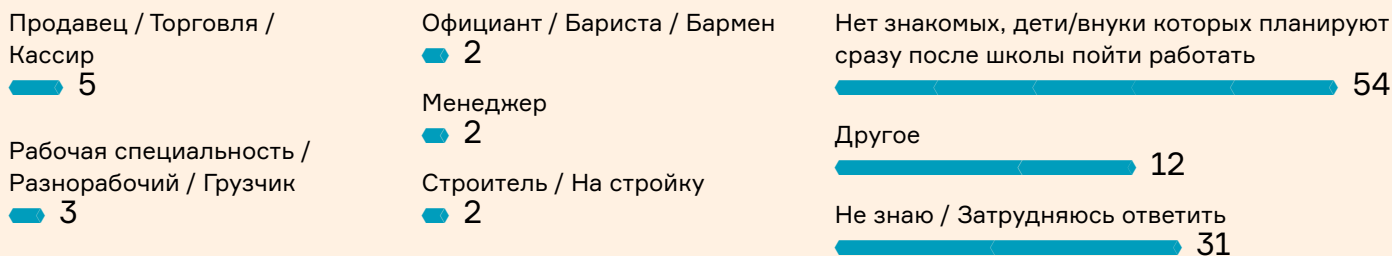 Продавец / Торговля /
Кассир
5
Рабочая специальность /
Разнорабочий / Грузчик
3
Официант / Бариста / Бармен
2
Менеджер
2
Строитель / На стройку
2
Нет знакомых, дети/внуки которых планируют
сразу после школы пойти работать
54
Другое
12
Не знаю / Затрудняюсь ответить
31